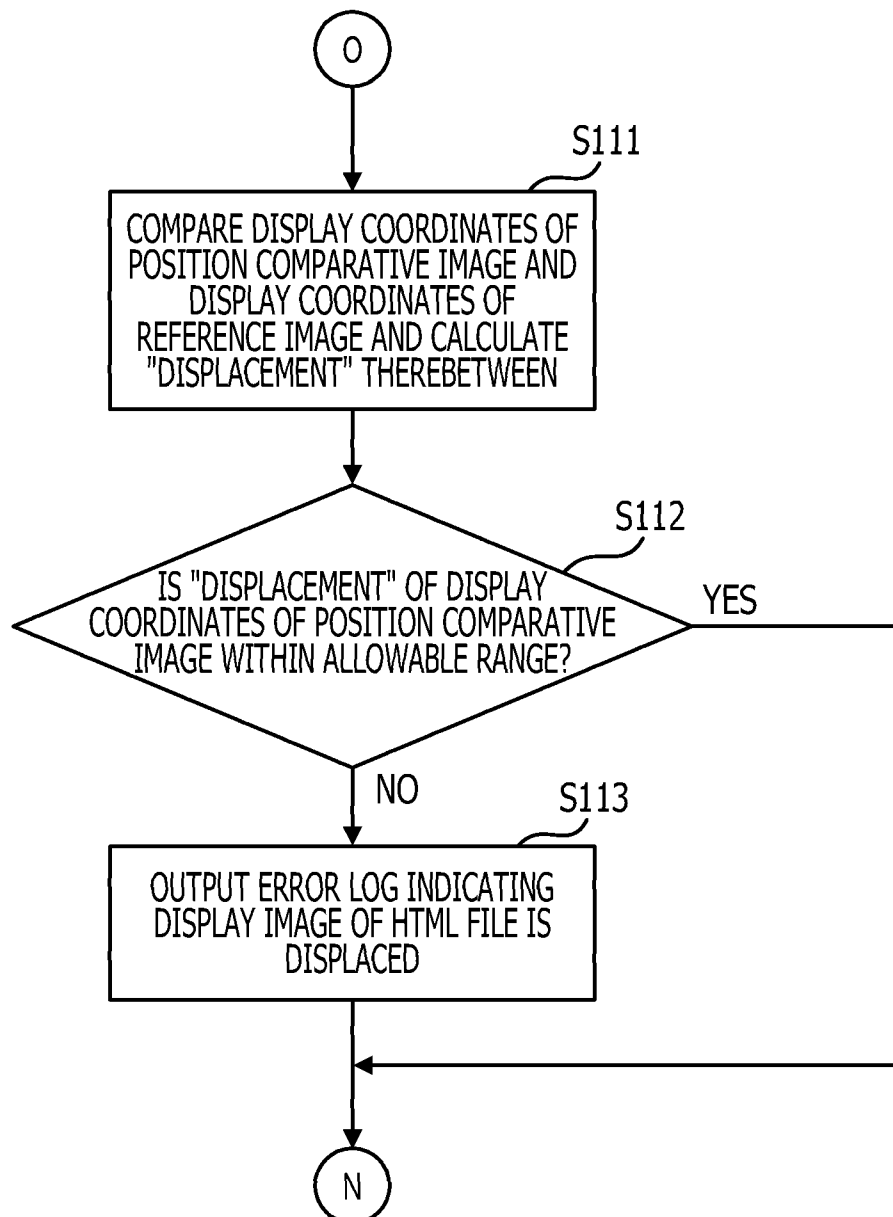 O
S111
COMPARE DISPLAY COORDINATES OF
POSITION COMPARATIVE IMAGE AND
DISPLAY COORDINATES OF
REFERENCE IMAGE AND CALCULATE
"DISPLACEMENT" THEREBETWEEN
S112
IS "DISPLACEMENT" OF DISPLAY
COORDINATES OF POSITION COMPARATIVE
IMAGE WITHIN ALLOWABLE RANGE?
YES
NO
S113
OUTPUT ERROR LOG INDICATING
DISPLAY IMAGE OF HTML FILE IS
DISPLACED
N